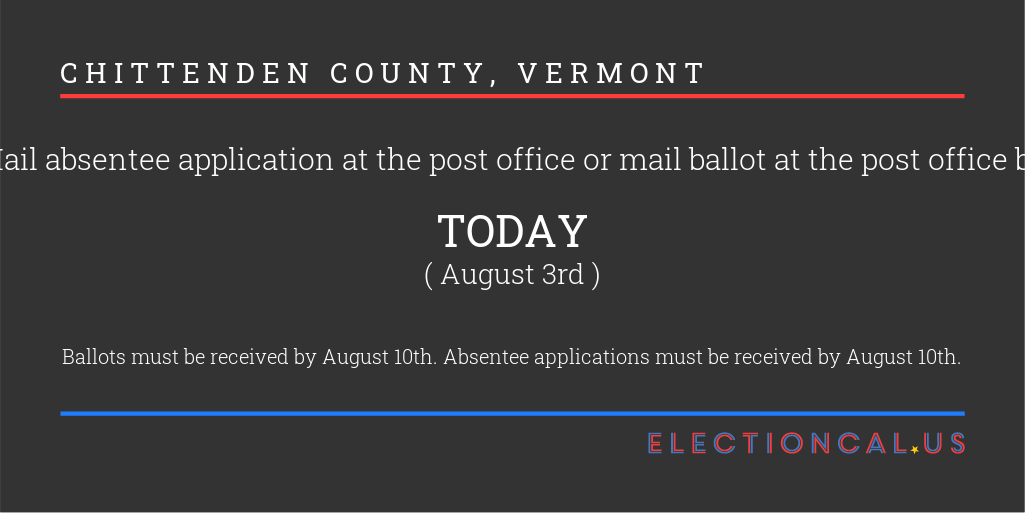 CHITTENDEN COUNTY, VERMONT
absentee application at the post office or mail ballot at the post office
TODAY
( August 3rd )
Ballots must be received by August 10th. Absentee applications must be received by August 10th.
ELECTIONCAL.US